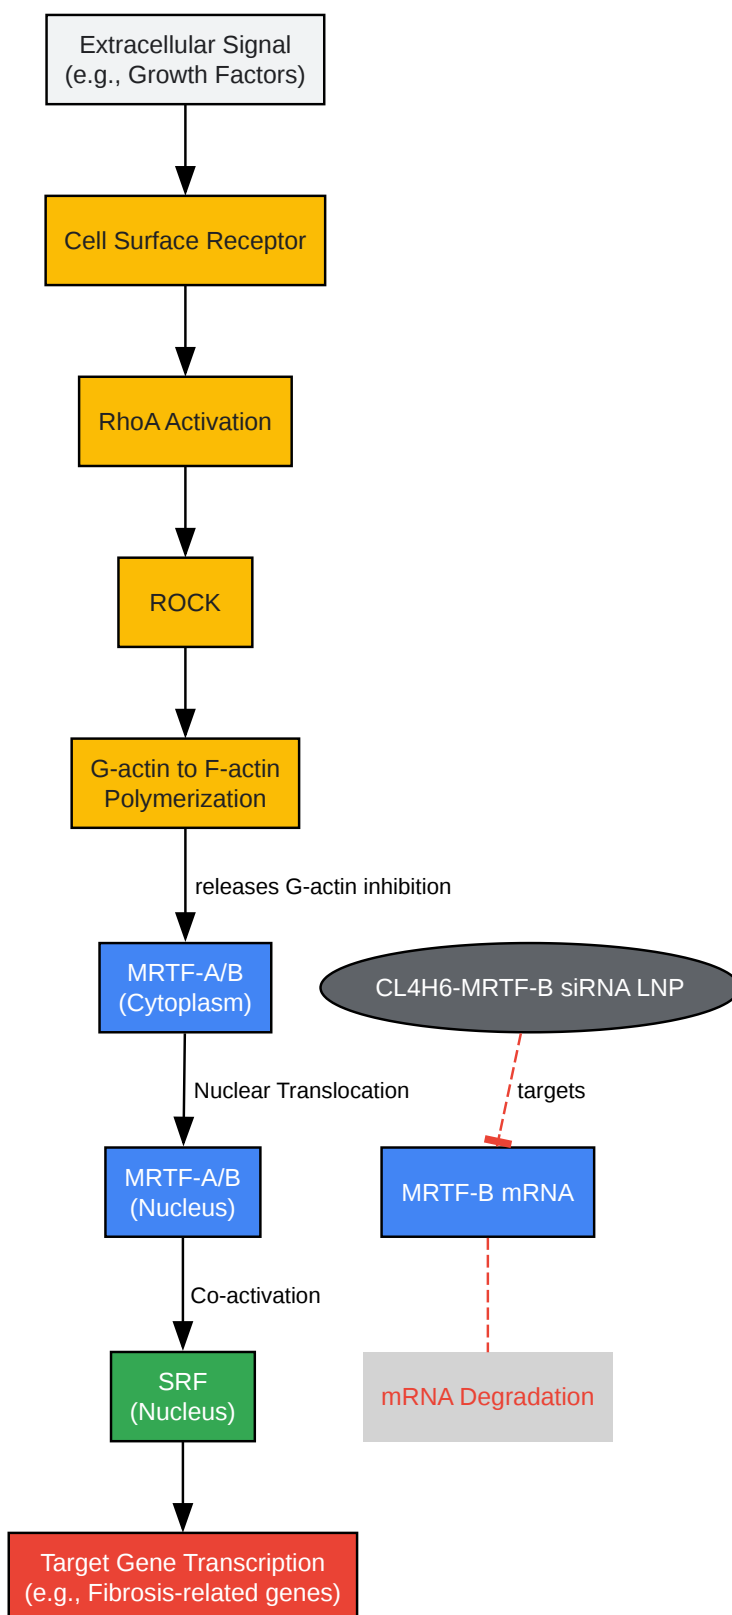 Extracellular Signal
(e.g., Growth Factors)
Cell Surface Receptor
RhoA Activation
ROCK
G-actin to F-actin
Polymerization
releases G-actin inhibition
MRTF-A/B
(Cytoplasm)
CL4H6-MRTF-B siRNA LNP
Nuclear Translocation
targets
MRTF-A/B
(Nucleus)
MRTF-B mRNA
Co-activation
SRF
(Nucleus)
mRNA Degradation
Target Gene Transcription
(e.g., Fibrosis-related genes)